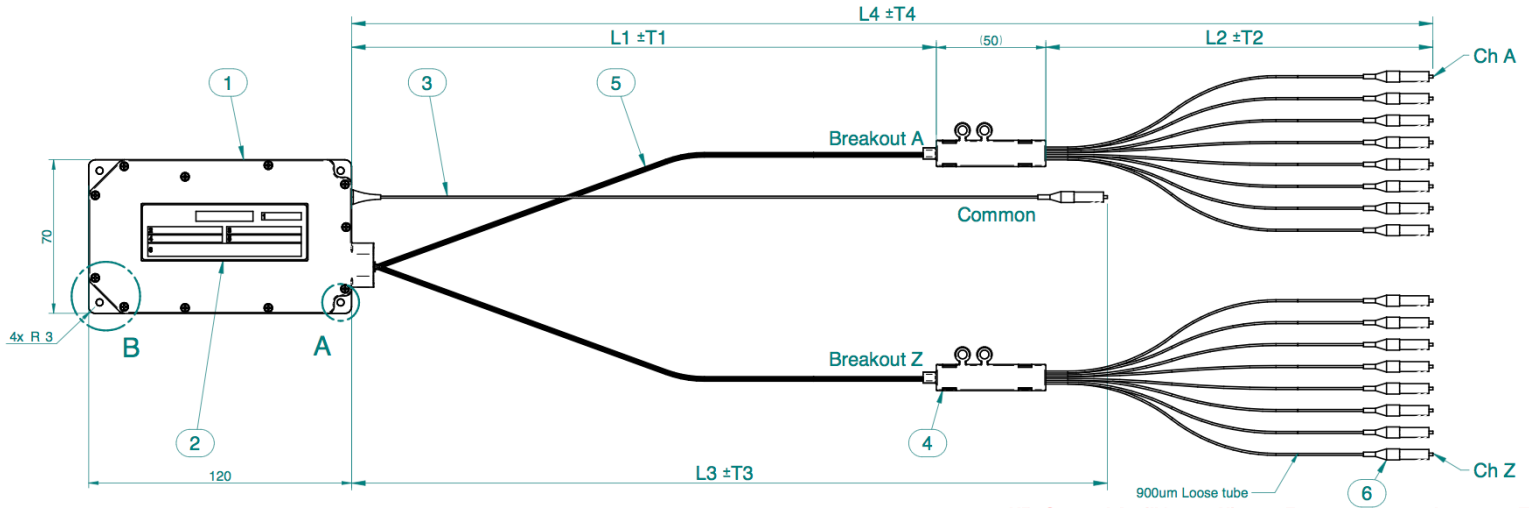 L4 ±T4
L1 ±T1
(50)
L2 ±T2
Ch A
1
3
5
Breakout A
Common
70
4x R 3
B
A
Breakout Z
2
4
120
L3 ±T3
900um Loose tube
6
Ch Z